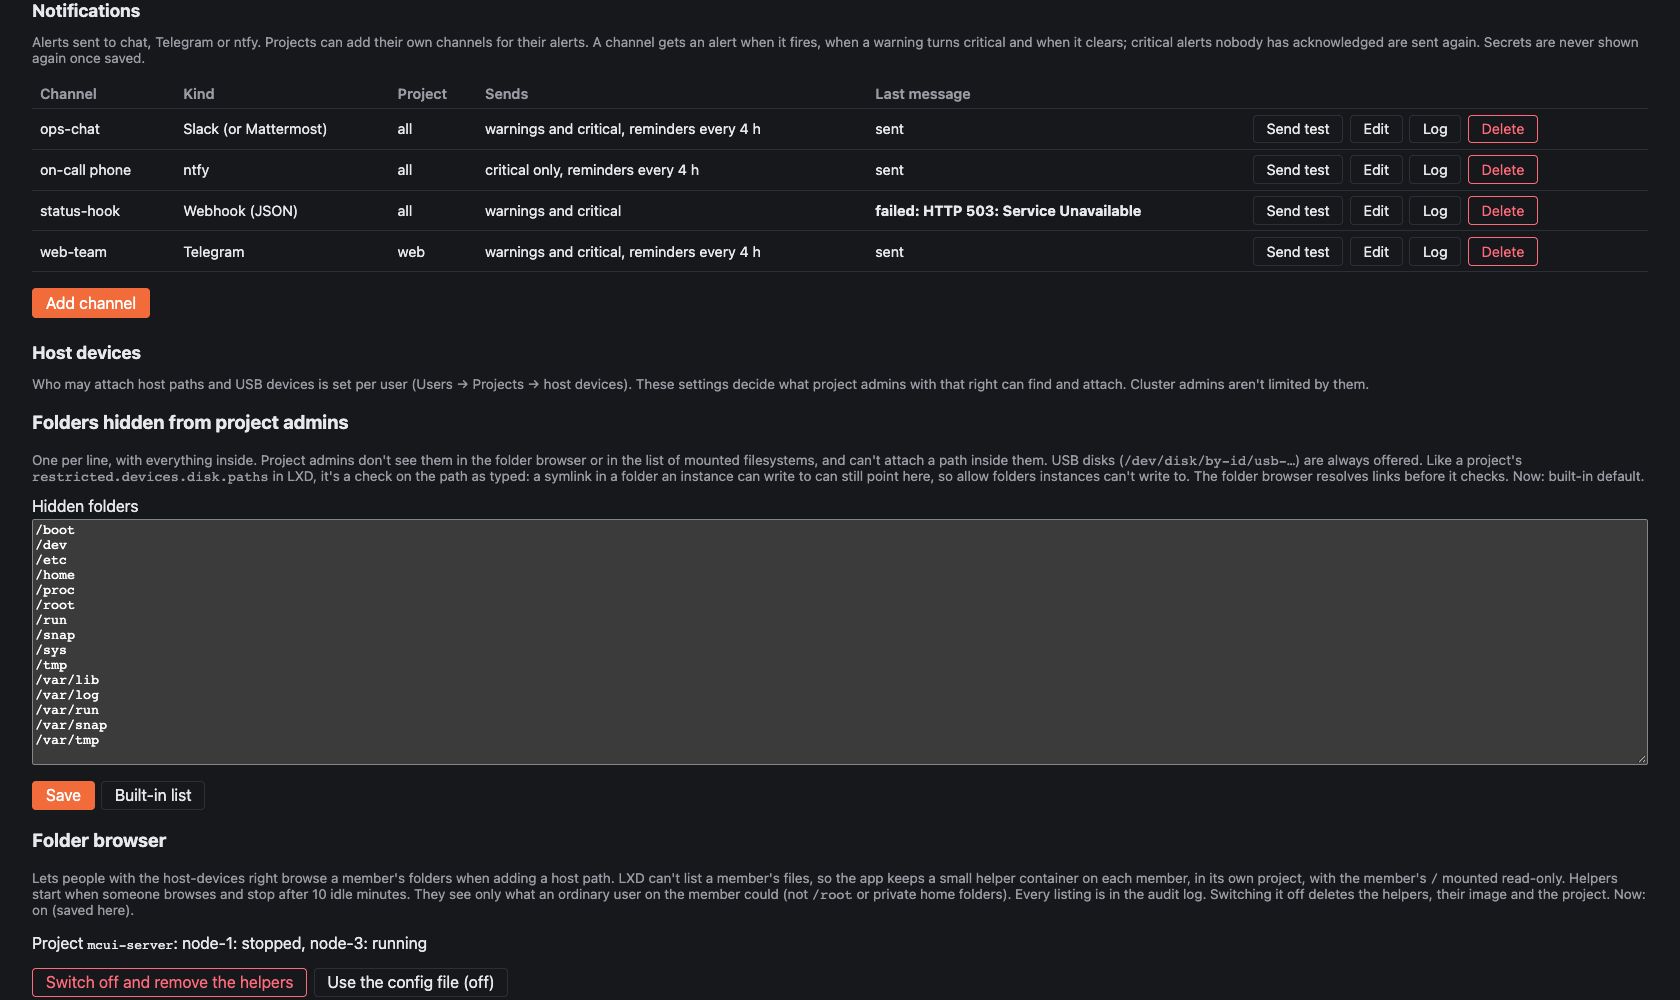 Notifications
Alerts sent to chat, Telegram or ntfy. Projects can add their own channels for their alerts. A channel gets an alert when it fires, when a warning turns critical and when it clears; critical alerts nobody has acknowledged are sent again. Secrets are never shown
again once saved.
Channel Kind Project Sends Last message
ops-chat Slack (or Mattermost) all warnings and critical, reminders every 4 h sent Send test Edit Log Delete
on-call phone ntfy all critical only, reminders every 4 h sent Send test Edit Log Delete
status-hook Webhook (JSON) all warnings and critical failed: HTTP 503: Service Unavailable Send test Edit Log Delete
web-team Telegram web warnings and critical, reminders every 4 h sent Send test Edit Log Delete
Add channel
Host devices
Who may attach host paths and USB devices is set per user (Users → Projects → host devices). These settings decide what project admins with that right can find and attach. Cluster admins aren't limited by them.
Folders hidden from project admins
One per line, with everything inside. Project admins don't see them in the folder browser or in the list of mounted filesystems, and can't attach a path inside them. USB disks (/dev/disk/by-id/usb-…) are always offered. Like a project's
restricted.devices.disk.paths in LXD, it's a check on the path as typed: a symlink in a folder an instance can write to can still point here, so allow folders instances can't write to. The folder browser resolves links before it checks. Now: built-in default.
Hidden folders
/boot
/dev
/etc
/home
/proc
/root
/run
/snap
/sys
/tmp
/var/lib
/var/log
/var/run
/var/snap
/var/tmp
Save Built-in list
Folder browser
Lets people with the host-devices right browse a member's folders when adding a host path. LXD can't list a member's files, so the app keeps a small helper container on each member, in its own project, with the member's / mounted read-only. Helpers
start when someone browses and stop after 10 idle minutes. They see only what an ordinary user on the member could (not /root or private home folders). Every listing is in the audit log. Switching it off deletes the helpers, their image and the project. Now:
on (saved here).
Project mcui-server: node-1: stopped, node-3: running
Switch off and remove the helpers Use the config file (off)